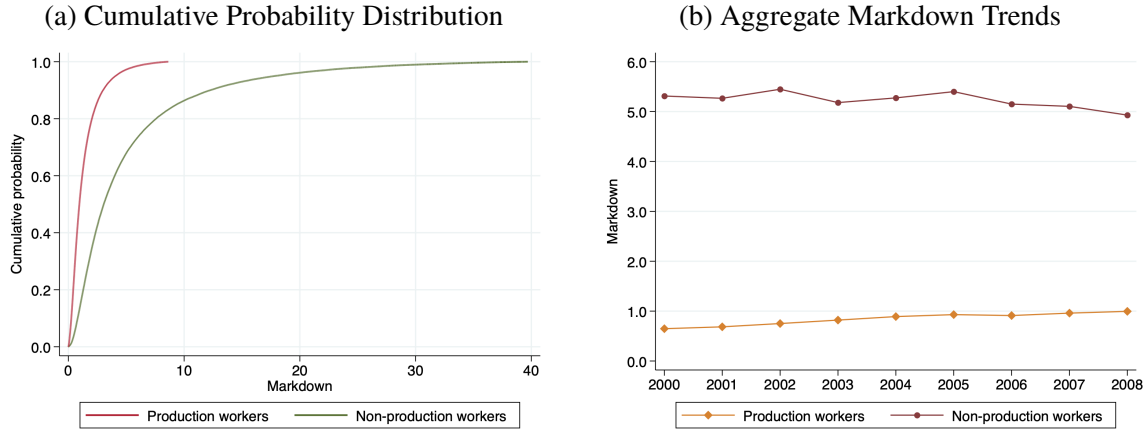 (a) Cumulative Probability Distribution
Cumulative probability
1.0
0.8
0.6
0.4
0.2
0.0
0 10 20 30 40
Markdown
Production workers Non-production workers
(b) Aggregate Markdown Trends
Markdown
6.0
5.0
4.0
3.0
2.0
1.0
0.0
2000 2001 2002 2003 2004 2005 2006 2007 2008
Production workers Non-production workers